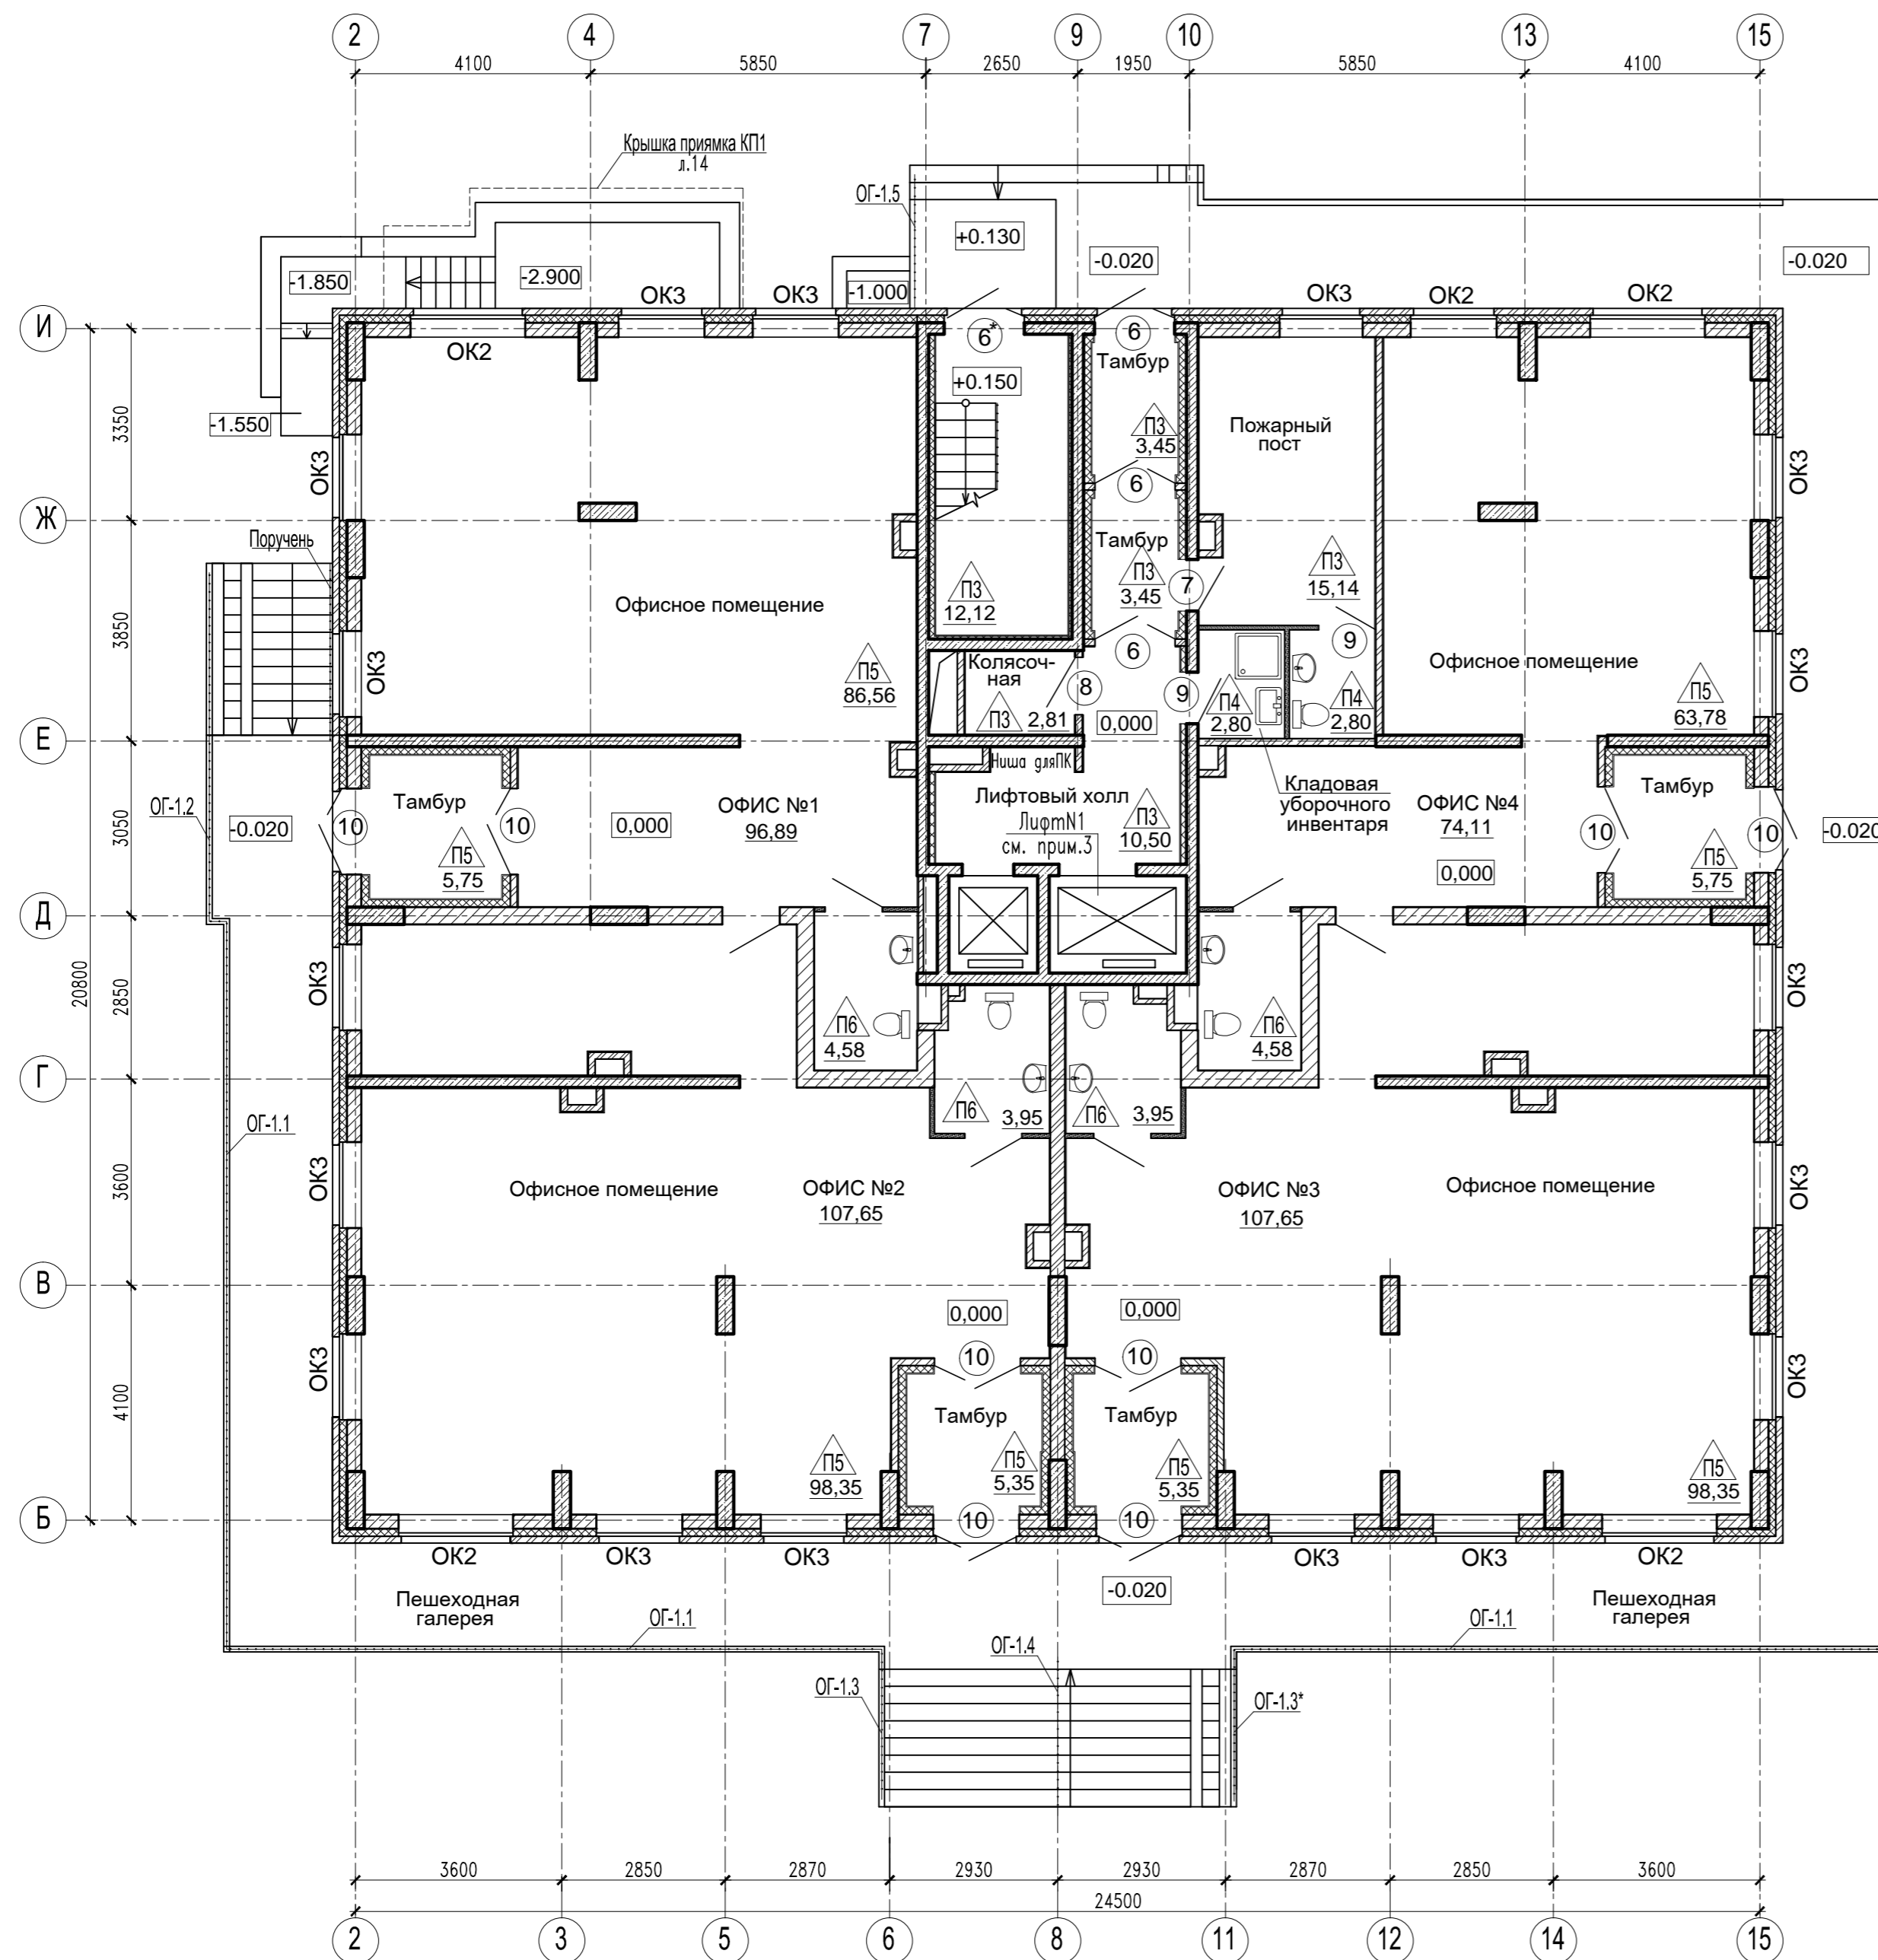 2 4 7 9 10 13 15
4100 5850 2650 1950 5850 4100
Крышка приямка КП1
л.14
ОГ-1.5
+0.130
-0.020
-0.020
-1.850
-2.900
-1.000
ОК3 ОК3 ОК3 ОК2 ОК2
И
ОК2
6*
6
Тамбур
+0.150
-1.550
3350
П3
3,45
Пожарный
пост
ОК3
ОК3
6
Ж
Поручень
Тамбур
П3
3,45
7
П3
15,14
П3
12,12
Офисное помещение
3850
6
9
Офисное помещение
ОК3
ОК3
П5
86,56
Колясоч-
ная
8
9
П3
2,81
0,000
П4
2,80
П4
2,80
П5
63,78
Е
Ниша дляПК
Кладовая
уборочного
инвентаря
Тамбур
Тамбур
ОГ-1.2
-0.020
10
10
П5
5,75
0,000
ОФИС №1
96,89
Лифтовый холл
ЛифтN1
см. прим.3
П3
10,50
ОФИС №4
74,11
0,000
10
10
П5
5,75
-0.020
3050
Д
20800
2850
ОК3
ОК3
П6
4,58
П6
4,58
Г
П6
3,95
П6
3,95
ОГ-1.1
3600
ОК3
ОК3
Офисное помещение
ОФИС №2
107,65
ОФИС №3
107,65
Офисное помещение
В
0,000
0,000
10
10
ОК3
ОК3
4100
Тамбур
Тамбур
П5
98,35
П5
5,35
П5
5,35
П5
98,35
Б
10
10
ОК2 ОК3 ОК3 ОК3 ОК3 ОК2
-0.020
Пешеходная
галерея
Пешеходная
галерея
ОГ-1.1
ОГ-1.4
ОГ-1.1
ОГ-1.3
ОГ-1.3*
3600 2850 2870 2930 2930 2870 2850 3600
24500
2 3 5 6 8 11 12 14 15